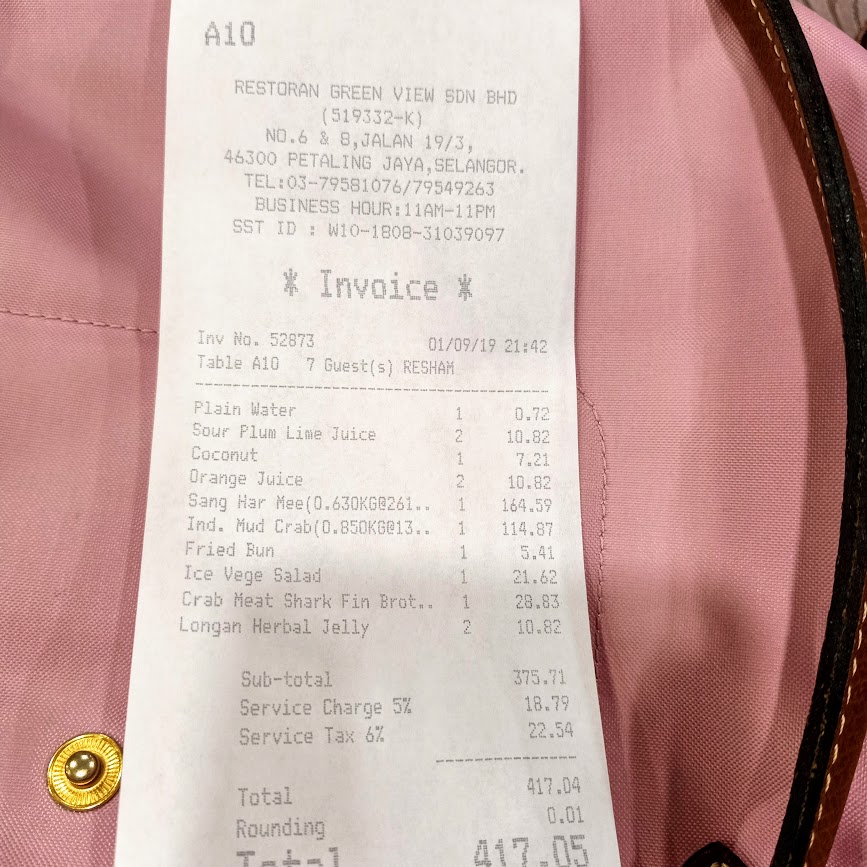 A10
RESTORAN GREEN VIEW SDN BHD
(519332-K)
NO.6 & 8,JALAN 19/3,
46300 PETALING JAYA,SELANGOR.
TEL:03-79581076/79549263
BUSINESS HOUR:11AM-11PM
SST ID : W10-1808-31039097
* Invoice *
Inv No. 52873 01/09/19 21:42
Table A10 7 Guest(s) RESHAM
Plain Water 1 0.72
Sour Plum Lime Juice 2 10.82
Coconut 1 7.21
Orange Juice 2 10.82
Sang Har Mee(0.630KG@261.. 1 164.59
Ind. Mud Crab(0.850KG@13.. 1 114.87
Fried Bun 1 5.41
Ice Vege Salad 1 21.62
Crab Meat Shark Fin Brot.. 1 28.83
Longan Herbal Jelly 2 10.82
Sub-total 375.71
Service Charge 5% 18.79
Service Tax 6% 22.54
Total 417.04
Rounding 0.01
Total 417.05